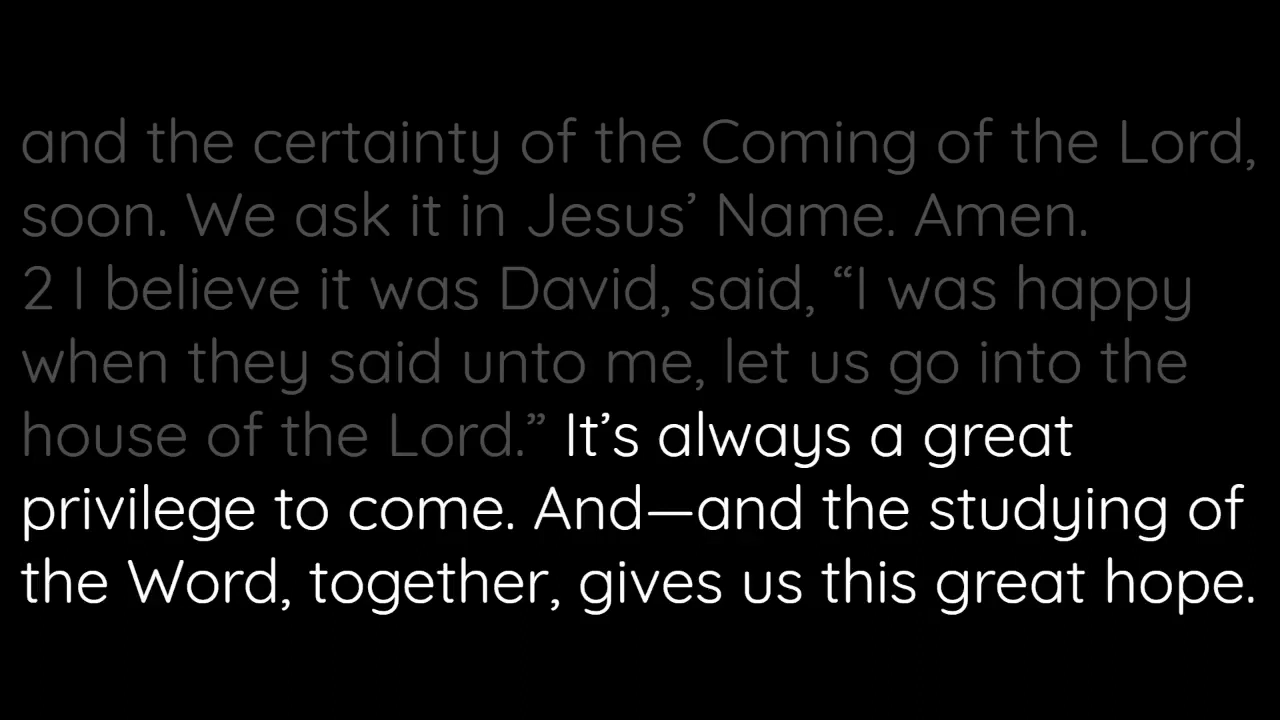 and the certainty of the Coming of the Lord,
soon. We ask it in Jesus’ Name. Amen.
2 I believe it was David, said, “I was happy
when they said unto me, let us go into the
house of the Lord.” It’s always a great
privilege to come. And—and the studying of
the Word, together, gives us this great hope.